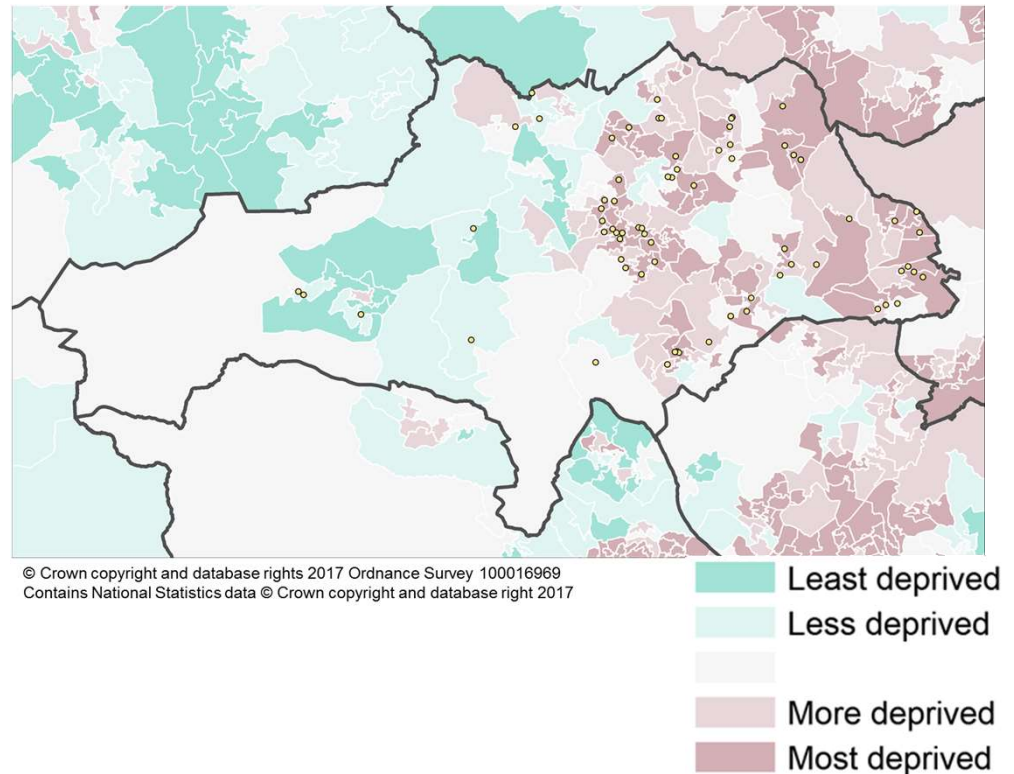 © Crown copyright and database rights 2017 Ordnance Survey 100016969
Contains National Statistics data © Crown copyright and database right 2017
Least deprived
Less deprived
More deprived
Most deprived